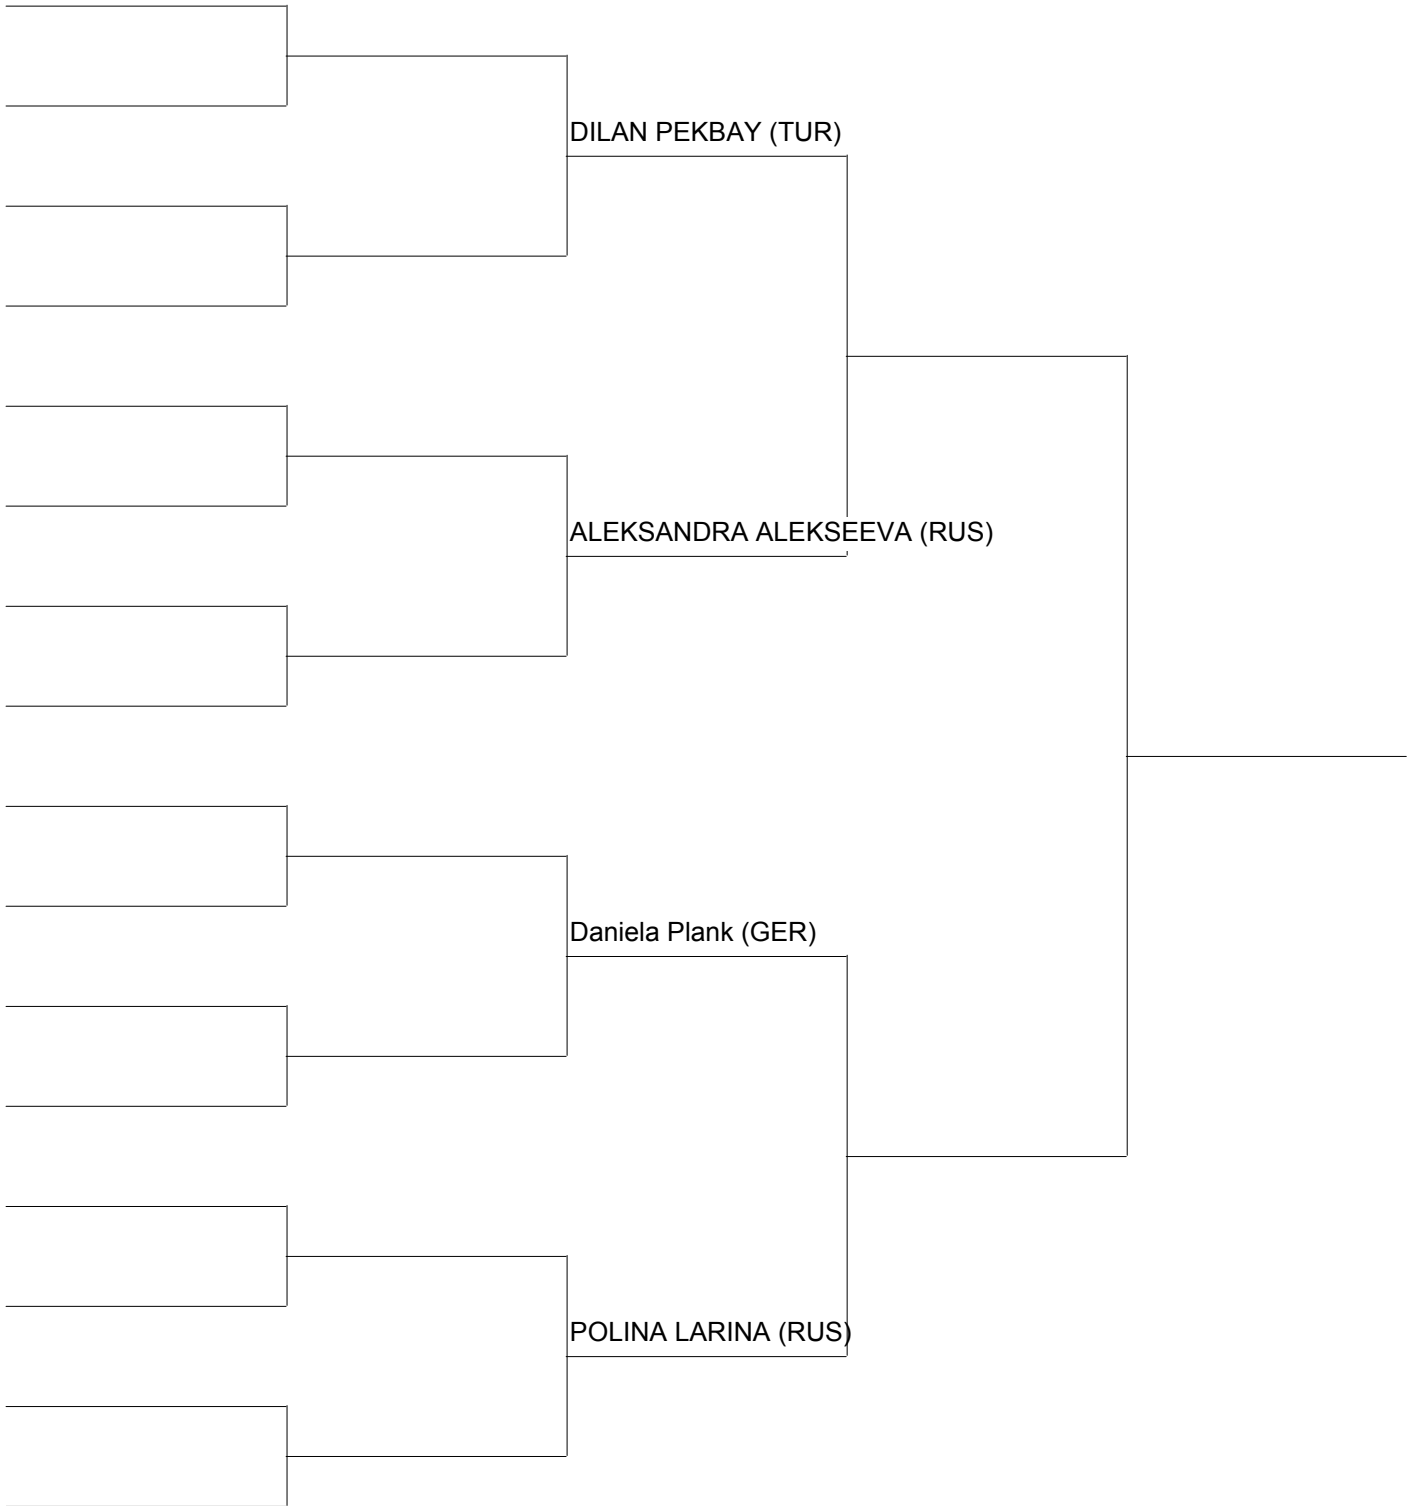 DILAN PEKBAY (TUR)
ALEKSANDRA ALEKSEEVA (RUS)
Daniela Plank (GER)
POLINA LARINA (RUS)